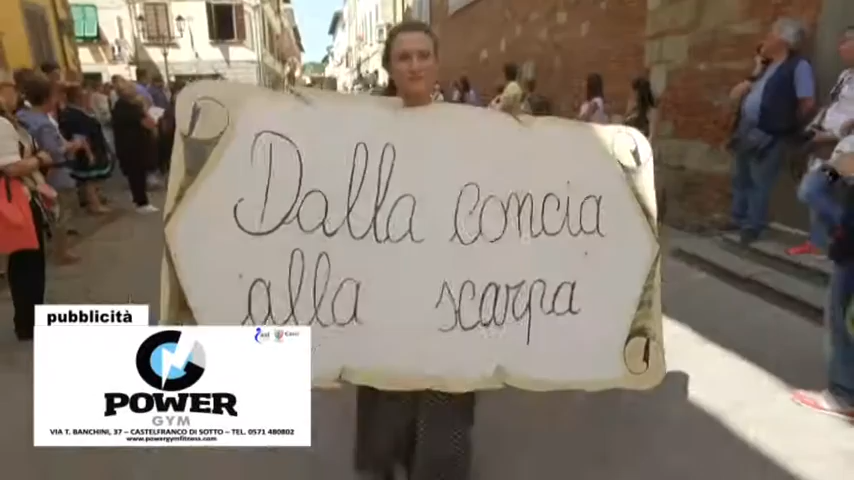 Dalla concia
alla scarpa
pubblicità
POWER
GYM
VIA T. BANCHINI, 37 - CASTELFRANCO DI SOTTO - TEL. 0571 480802
www.powergymfitness.com